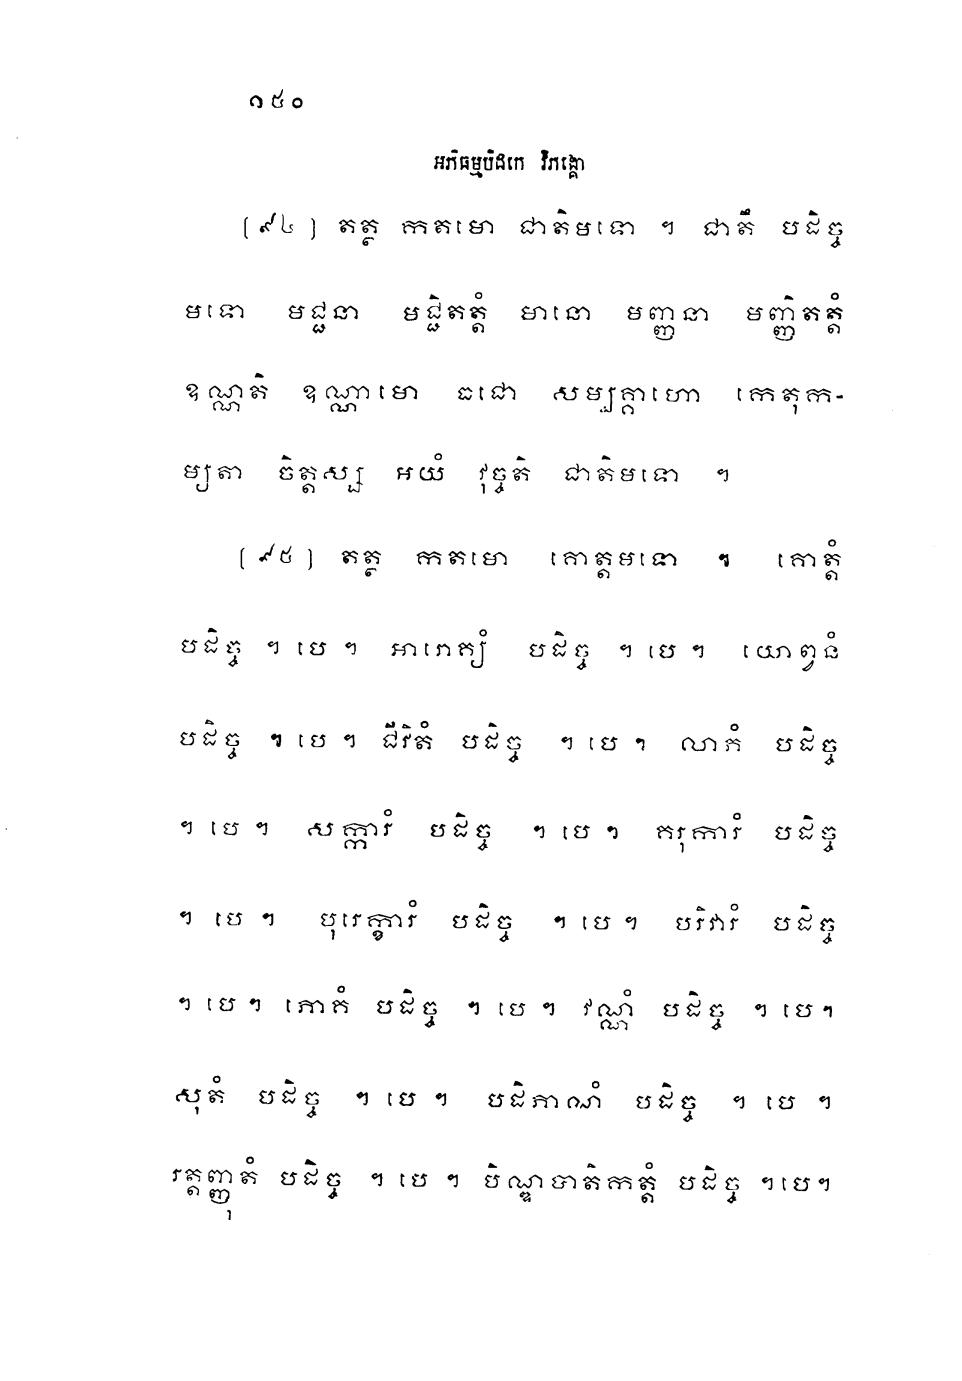 ១៥០
អភិធម្មបិដកេ វិភង្គោ
(៩៤) តត្ថ កតមោ ជាតិមទោ ។ ជាតឹ បដិច្ច
មទោ មជ្ជនា មជ្ជិតត្តំ មានោ មញ្ញនា មញ្ញិតត្តំ
ឧណ្ណតិ ឧណ្ណាមោ ធជោ សម្បគ្គាហោ កេតុក-
ម្យតា ចិត្តស្ស អយំ វុច្ចតិ ជាតិមទោ ។
(៩៥) តត្ថ កតមោ គោត្តមទោ ។ គោត្តំ
បដិច្ច ។ បេ ។ អារោគ្យំ បដិច្ច ។ បេ ។ យោព្វនំ
បដិច្ច ។ បេ ។ ជីវិតំ បដិច្ច ។ បេ ។ លាភំ បដិច្ច
។ បេ ។ សក្ការំ បដិច្ច ។ បេ ។ គរុការំ បដិច្ច
។ បេ ។ បុរេក្ខារំ បដិច្ច ។ បេ ។ បរិវារំ បដិច្ច
។ បេ ។ ភោគំ បដិច្ច ។ បេ ។ វណ្ណំ បដិច្ច ។ បេ។
សុតំ បដិច្ច ។ បេ ។ បដិភាណំ បដិច្ច ។ បេ ។
រត្តញ្ញុតំ បដិច្ច ។ បេ ។ បិណ្ឌបាតិកត្តំ បដិច្ច ។បេ។